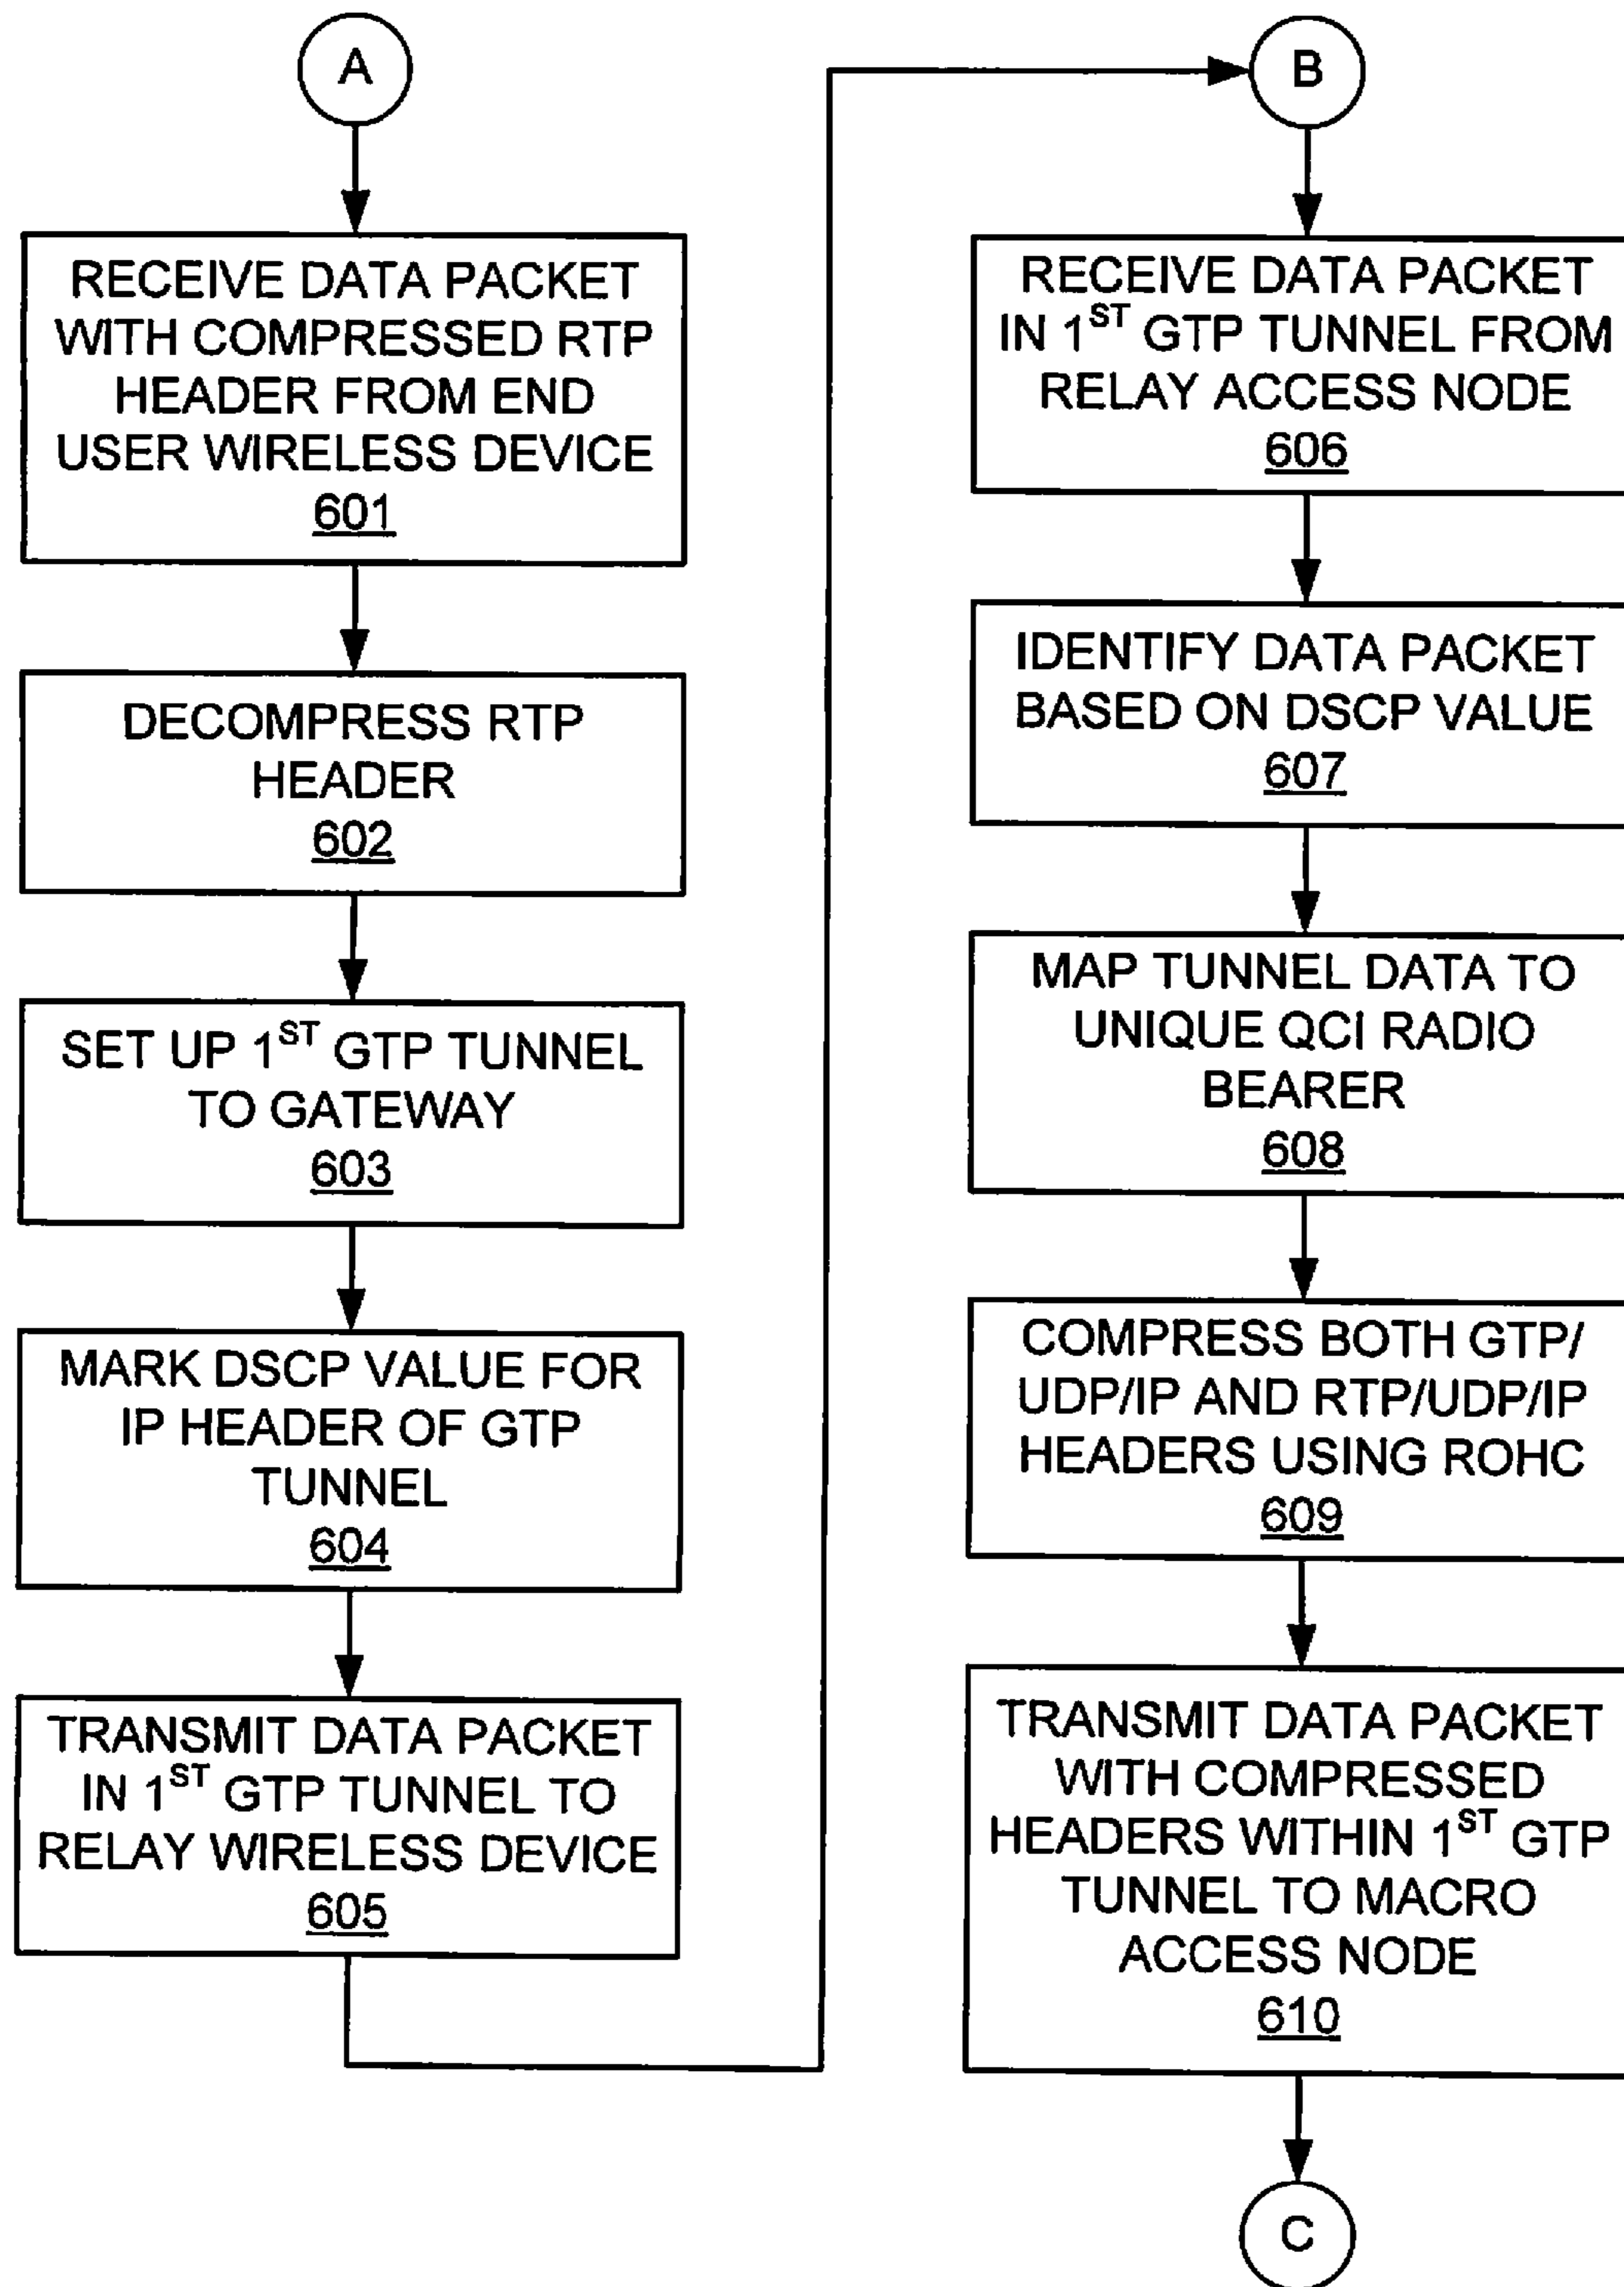 A
RECEIVE DATA PACKET
WITH COMPRESSED RTP
HEADER FROM END
USER WIRELESS DEVICE
601
DECOMPRESS RTP
HEADER
602
SET UP 1ST GTP TUNNEL
TO GATEWAY
603
MARK DSCP VALUE FOR
IP HEADER OF GTP
TUNNEL
604
TRANSMIT DATA PACKET
IN 1ST GTP TUNNEL TO
RELAY WIRELESS DEVICE
605
B
RECEIVE DATA PACKET
IN 1ST GTP TUNNEL FROM
RELAY ACCESS NODE
606
IDENTIFY DATA PACKET
BASED ON DSCP VALUE
607
MAP TUNNEL DATA TO
UNIQUE QCI RADIO
BEARER
608
COMPRESS BOTH GTP/
UDP/IP AND RTP/UDP/IP
HEADERS USING ROHC
609
TRANSMIT DATA PACKET
WITH COMPRESSED
HEADERS WITHIN 1ST GTP
TUNNEL TO MACRO
ACCESS NODE
610
C